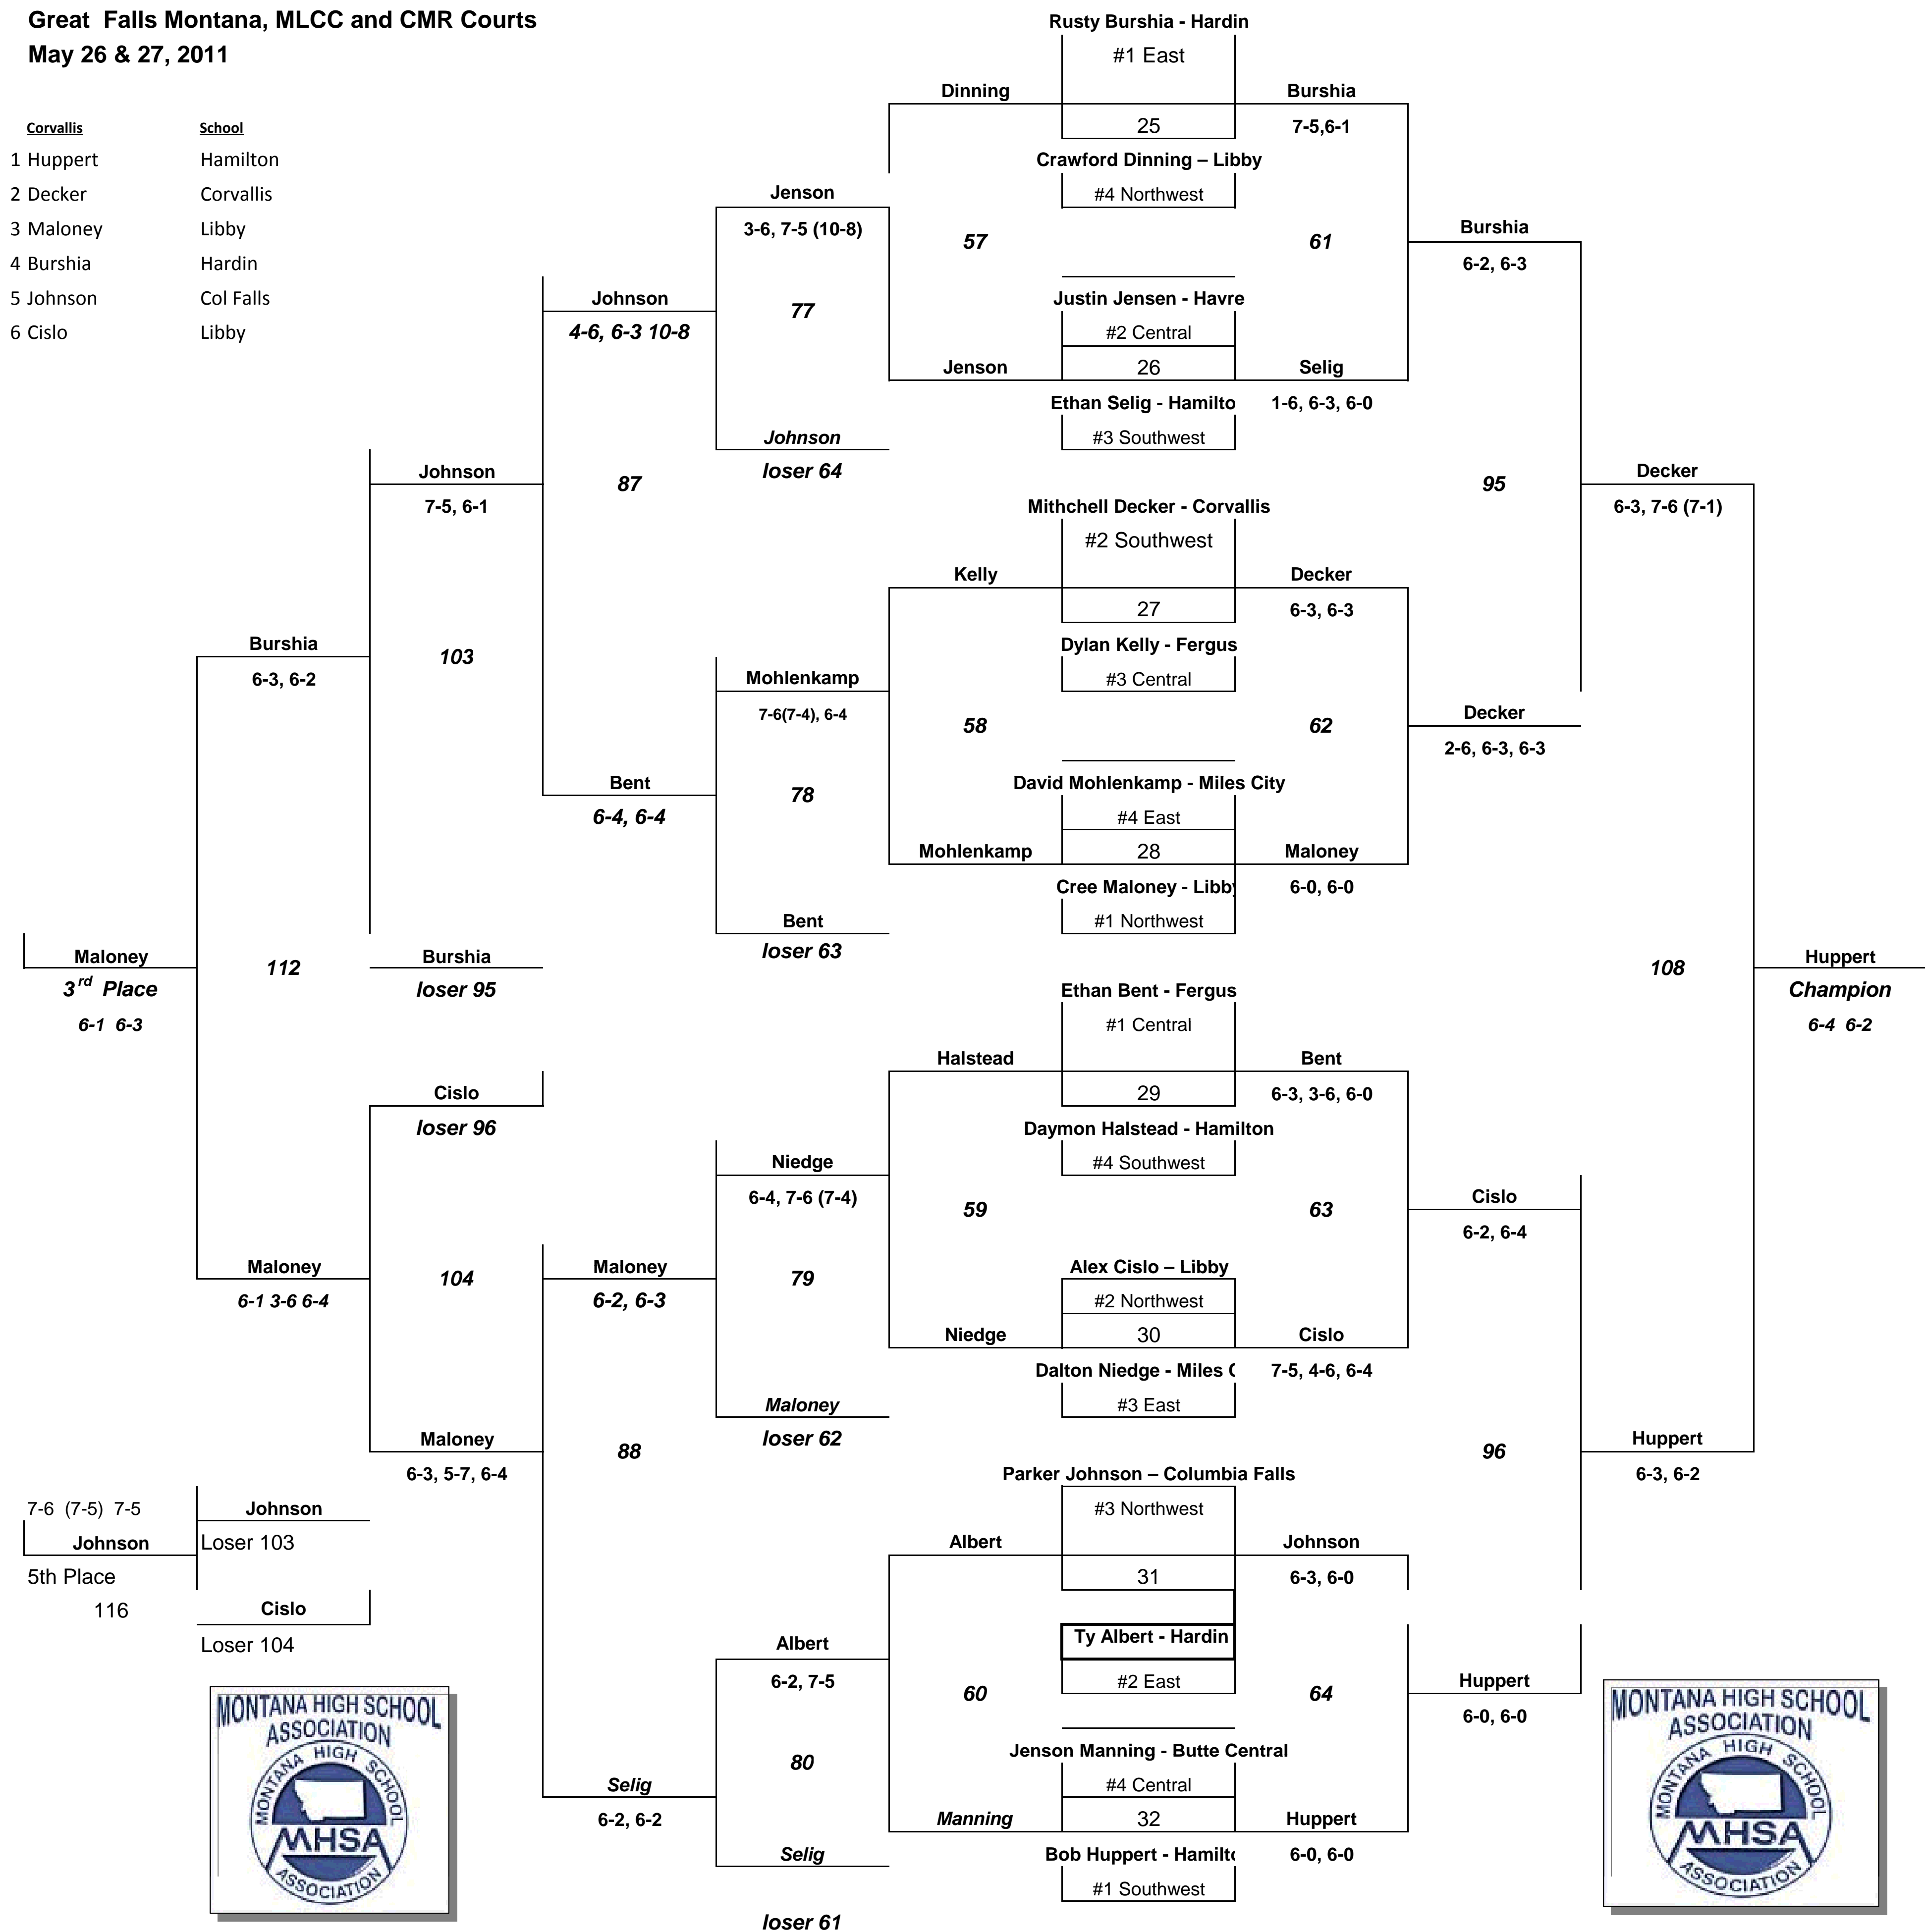 Great Falls Montana, MLCC and CMR Courts
May 26 & 27, 2011
Corvallis School
1 Huppert Hamilton
2 Decker Corvallis
3 Maloney Libby
4 Burshia Hardin
5 Johnson Col Falls
6 Cislo Libby
Maloney
3rd Place
6-1 6-3
7-6 (7-5) 7-5
Johnson
5th Place
116
Burshia
6-3, 6-2
112
Maloney
6-1 3-6 6-4
Johnson
Loser 103
Cislo
Loser 104
Johnson
7-5, 6-1
103
Burshia
loser 95
Cislo
loser 96
104
Maloney
6-3, 5-7, 6-4
Johnson
4-6, 6-3 10-8
87
Bent
6-4, 6-4
Maloney
6-2, 6-3
88
Selig
6-2, 6-2
Jenson
3-6, 7-5 (10-8)
77
Johnson
loser 64
Mohlenkamp
7-6(7-4), 6-4
78
Bent
loser 63
Niedge
6-4, 7-6 (7-4)
79
Maloney
loser 62
Albert
6-2, 7-5
80
Selig
loser 61
Dinning
57
Jenson
Kelly
58
Mohlenkamp
Halstead
59
Niedge
Albert
60
Manning
Rusty Burshia - Hardin
#1 East
25
Crawford Dinning – Libby
#4 Northwest
Justin Jensen - Havre
#2 Central
26
Ethan Selig - Hamilto
#3 Southwest
Mithchell Decker - Corvallis
#2 Southwest
27
Dylan Kelly - Fergus
#3 Central
David Mohlenkamp - Miles City
#4 East
28
Cree Maloney - Libby
#1 Northwest
Ethan Bent - Fergus
#1 Central
29
Daymon Halstead - Hamilton
#4 Southwest
Alex Cislo – Libby
#2 Northwest
30
Dalton Niedge - Miles
#3 East
Parker Johnson – Columbia Falls
#3 Northwest
31
Ty Albert - Hardin
#2 East
Jenson Manning - Butte Central
#4 Central
32
Bob Huppert - Hamilt
#1 Southwest
Burshia
7-5,6-1
61
Selig
1-6, 6-3, 6-0
Decker
6-3, 6-3
62
Maloney
6-0, 6-0
Bent
6-3, 3-6, 6-0
63
Cislo
7-5, 4-6, 6-4
Johnson
6-3, 6-0
64
Huppert
6-0, 6-0
Burshia
6-2, 6-3
95
Decker
2-6, 6-3, 6-3
Cislo
6-2, 6-4
96
Huppert
6-0, 6-0
Decker
6-3, 7-6 (7-1)
108
Huppert
6-3, 6-2
Huppert
Champion
6-4 6-2
MONTANA HIGH SCHOOL
ASSOCIATION
MONTANA HIGH SCHOOL
MHSA
ASSOCIATION
MONTANA HIGH SCHOOL
ASSOCIATION
MONTANA HIGH SCHOOL
MHSA
ASSOCIATION